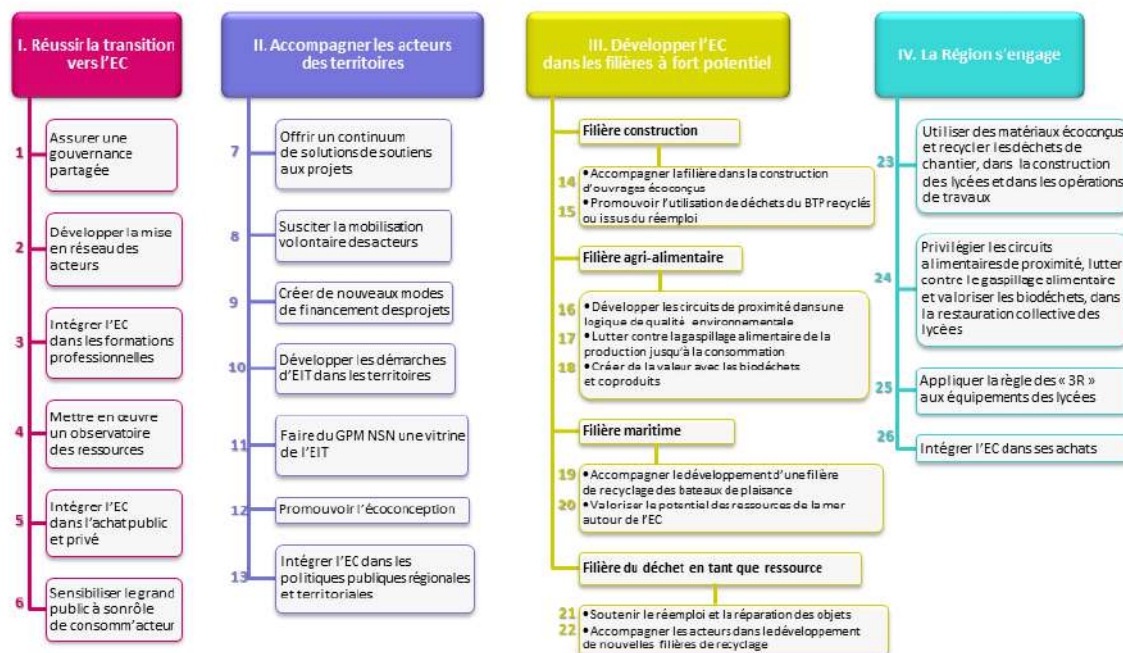 I. Réussir la transition
vers l'EC
1
Assurer une
gouvernance
partagée
2
Développer la mise
en réseau des
acteurs
3
Intégrer l'EC
dans les formations
professionnelles
4
Mettre en œuvre
un observatoire
des ressources
5
Intégrer l'EC
dans l'achat public
et privé
6
Sensibiliser le grand
public à son rôle
de consomm'acteur
II. Accompagner les acteurs
des territoires
7
Offrir un continuum
de solutions de soutiens
aux projets
8
Susciter la mobilisation
volontaire des acteurs
9
Créer de nouveaux modes
de financement des projets
10
Développer les démarches
d'EIT dans les territoires
11
Faire du GPM NSN une vitrine
de l'EIT
12
Promouvoir l'écoconception
13
Intégrer l'EC dans les
politiques publiques régionales
et territoriales
III. Développer l'EC
dans les filières à fort potentiel
Filière construction
14 • Accompagner la filière dans la construction
d'ouvrages écoconçus
15 • Promouvoir l'utilisation de déchets du BTP recyclés
ou issus du réemploi
Filière agri-alimentaire
16 • Développer les circuits de proximité dans une
logique de qualité environnementale
17 • Lutter contre la gaspillage alimentaire de la
production jusqu'à la consommation
18 • Créer de la valeur avec les biodéchets
et coproduits
Filière maritime
19 • Accompagner le développement d'une filière
de recyclage des bateaux de plaisance
20 • Valoriser le potentiel des ressources de la mer
autour de l'EC
Filière du déchet en tant que ressource
21 • Soutenir le réemploi et la réparation des objets
22 • Accompagner les acteurs dans le développement
de nouvelles filières de recyclage
IV. La Région s'engage
23
Utiliser des matériaux écoconçus
et recycler les déchets de
chantier, dans la construction
des lycées et dans les opérations
de travaux
24
Privilégier les circuits
alimentaires de proximité, lutter
contre le gaspillage alimentaire
et valoriser les biodéchets, dans
la restauration collective des
lycées
25
Appliquer la règle des « 3R »
aux équipements des lycées
26
Intégrer l'EC dans ses achats